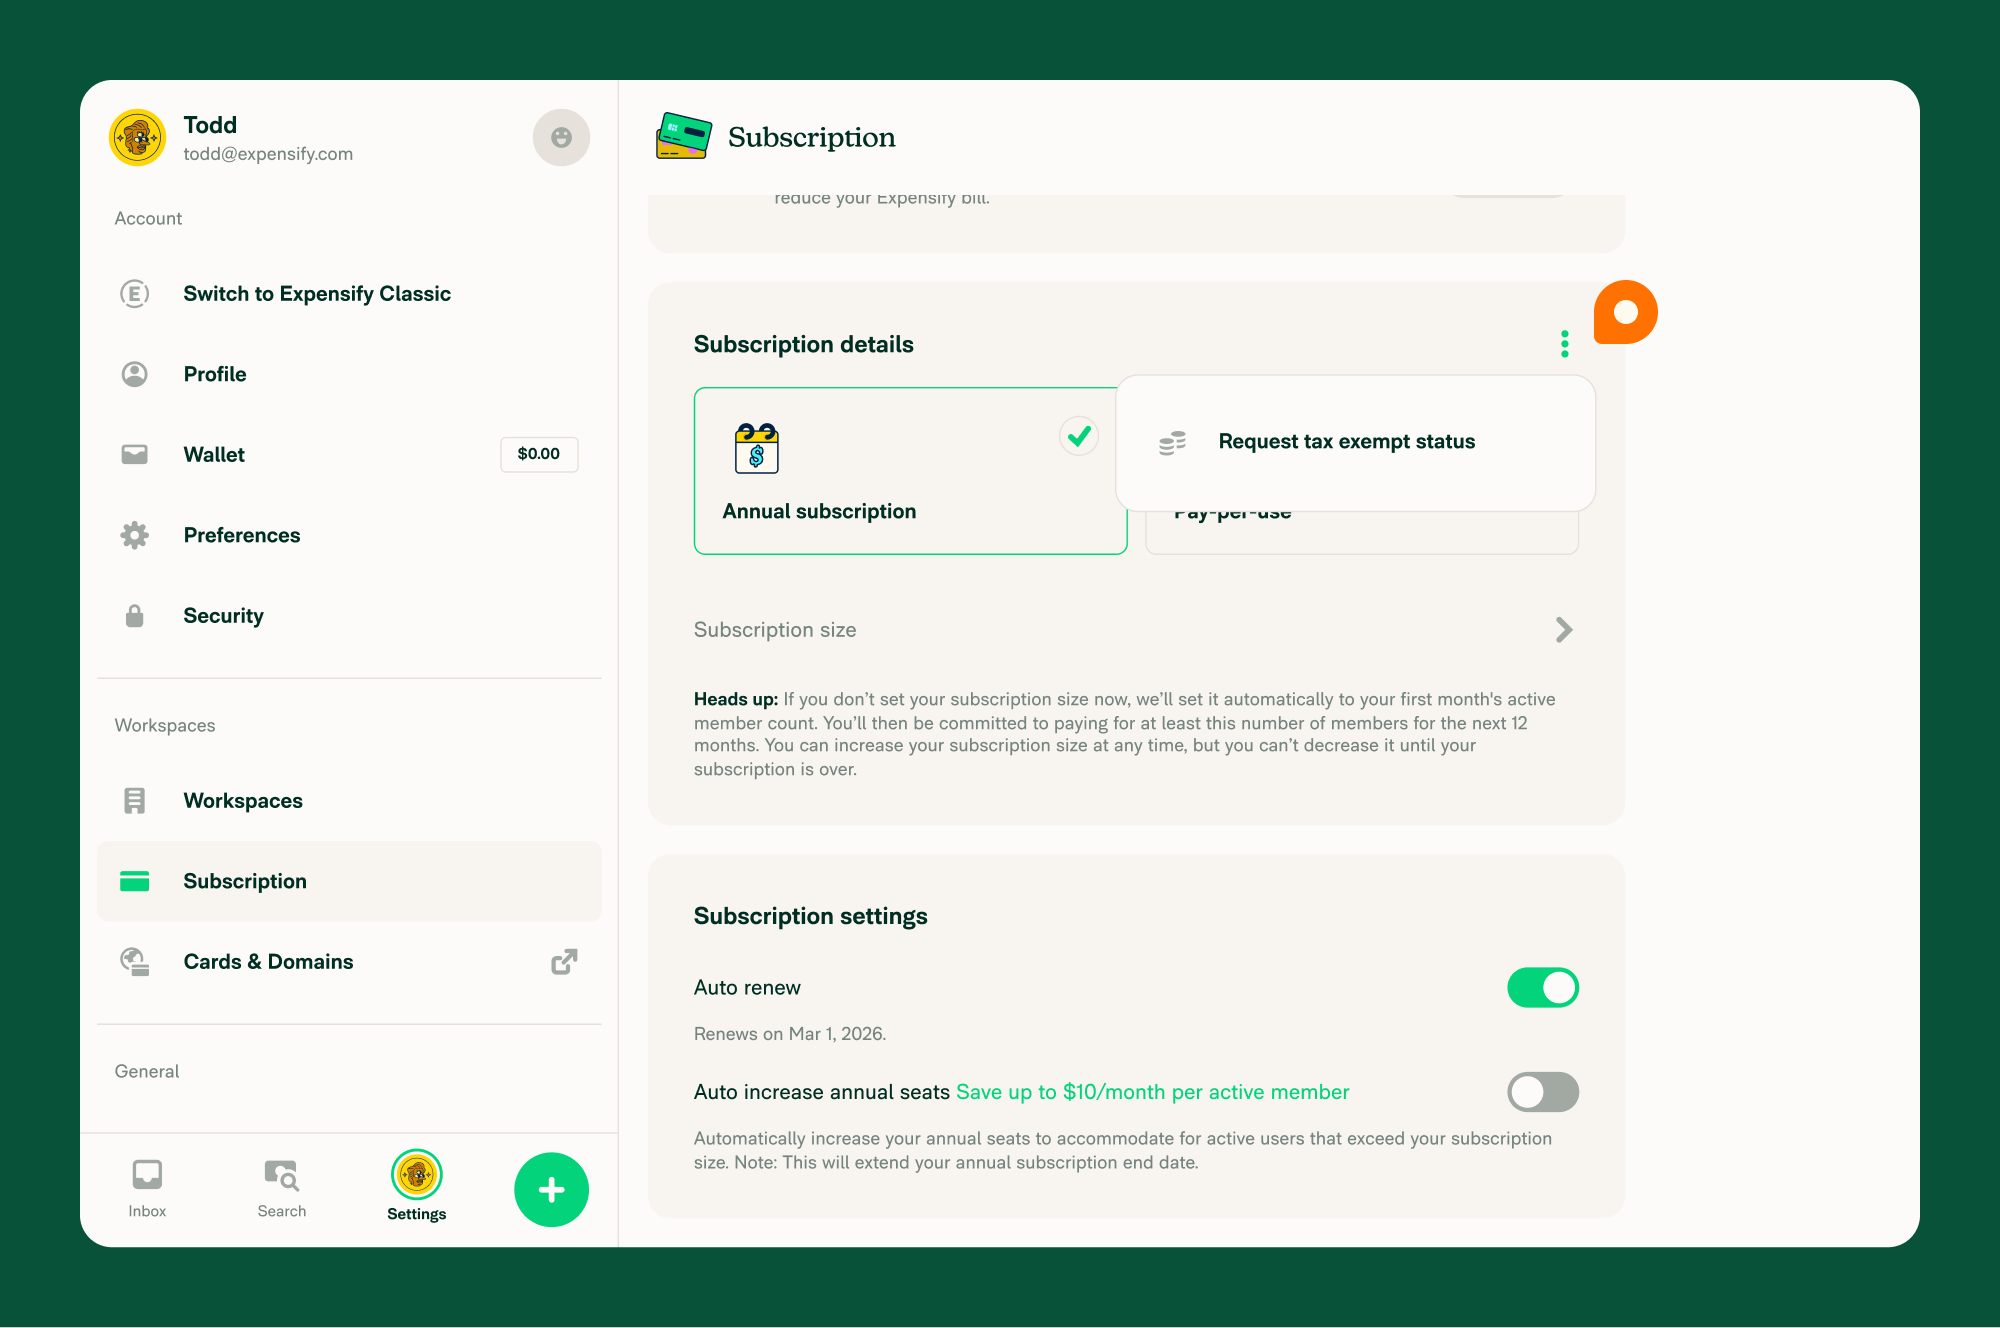 Todd
todd@expensify.com
Account
Switch to Expensify Classic
Profile
Wallet
$0.00
Preferences
Security
Workspaces
Workspaces
Subscription
Cards & Domains
General
Inbox
Search
Settings
Subscription
reduce your Expensify bill.
Subscription details
Request tax exempt status
Annual subscription
Pay-per-use
Subscription size
Heads up: If you don’t set your subscription size now, we’ll set it automatically to your first month's active
member count. You’ll then be committed to paying for at least this number of members for the next 12
months. You can increase your subscription size at any time, but you can’t decrease it until your
subscription is over.
Subscription settings
Auto renew
Renews on Mar 1, 2026.
Auto increase annual seats Save up to $10/month per active member
Automatically increase your annual seats to accommodate for active users that exceed your subscription
size. Note: This will extend your annual subscription end date.